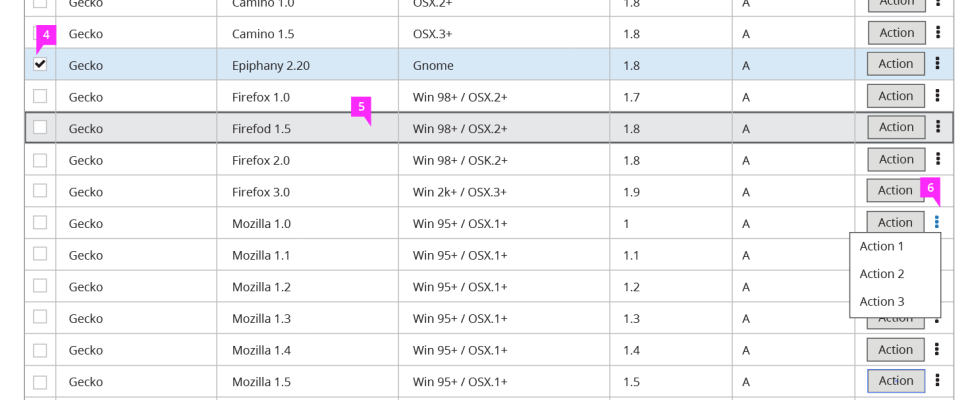 Gecko Camino 1.0 OSX.2+ 1.8 A Action
4 Gecko Camino 1.5 OSX.3+ 1.8 A Action
Gecko Epiphany 2.20 Gnome 1.8 A Action
Gecko Firefox 1.0 5 Win 98+ / OSX.2+ 1.7 A Action
Gecko Firefod 1.5 Win 98+ / OSX.2+ 1.8 A Action
Gecko Firefox 2.0 Win 98+ / OSK.2+ 1.8 A Action
Gecko Firefox 3.0 Win 2k+ / OSX.3+ 1.9 A Action 6
Gecko Mozilla 1.0 Win 95+ / OSX.1+ 1 A Action
Gecko Mozilla 1.1 Win 95+ / OSX.1+ 1.1 A Action 1
Gecko Mozilla 1.2 Win 95+ / OSX.1+ 1.2 A Action 2
Action 3
Gecko Mozilla 1.3 Win 95+ / OSX.1+ 1.3 A Action
Gecko Mozilla 1.4 Win 95+ / OSX.1+ 1.4 A Action
Gecko Mozilla 1.5 Win 95+ / OSX.1+ 1.5 A Action